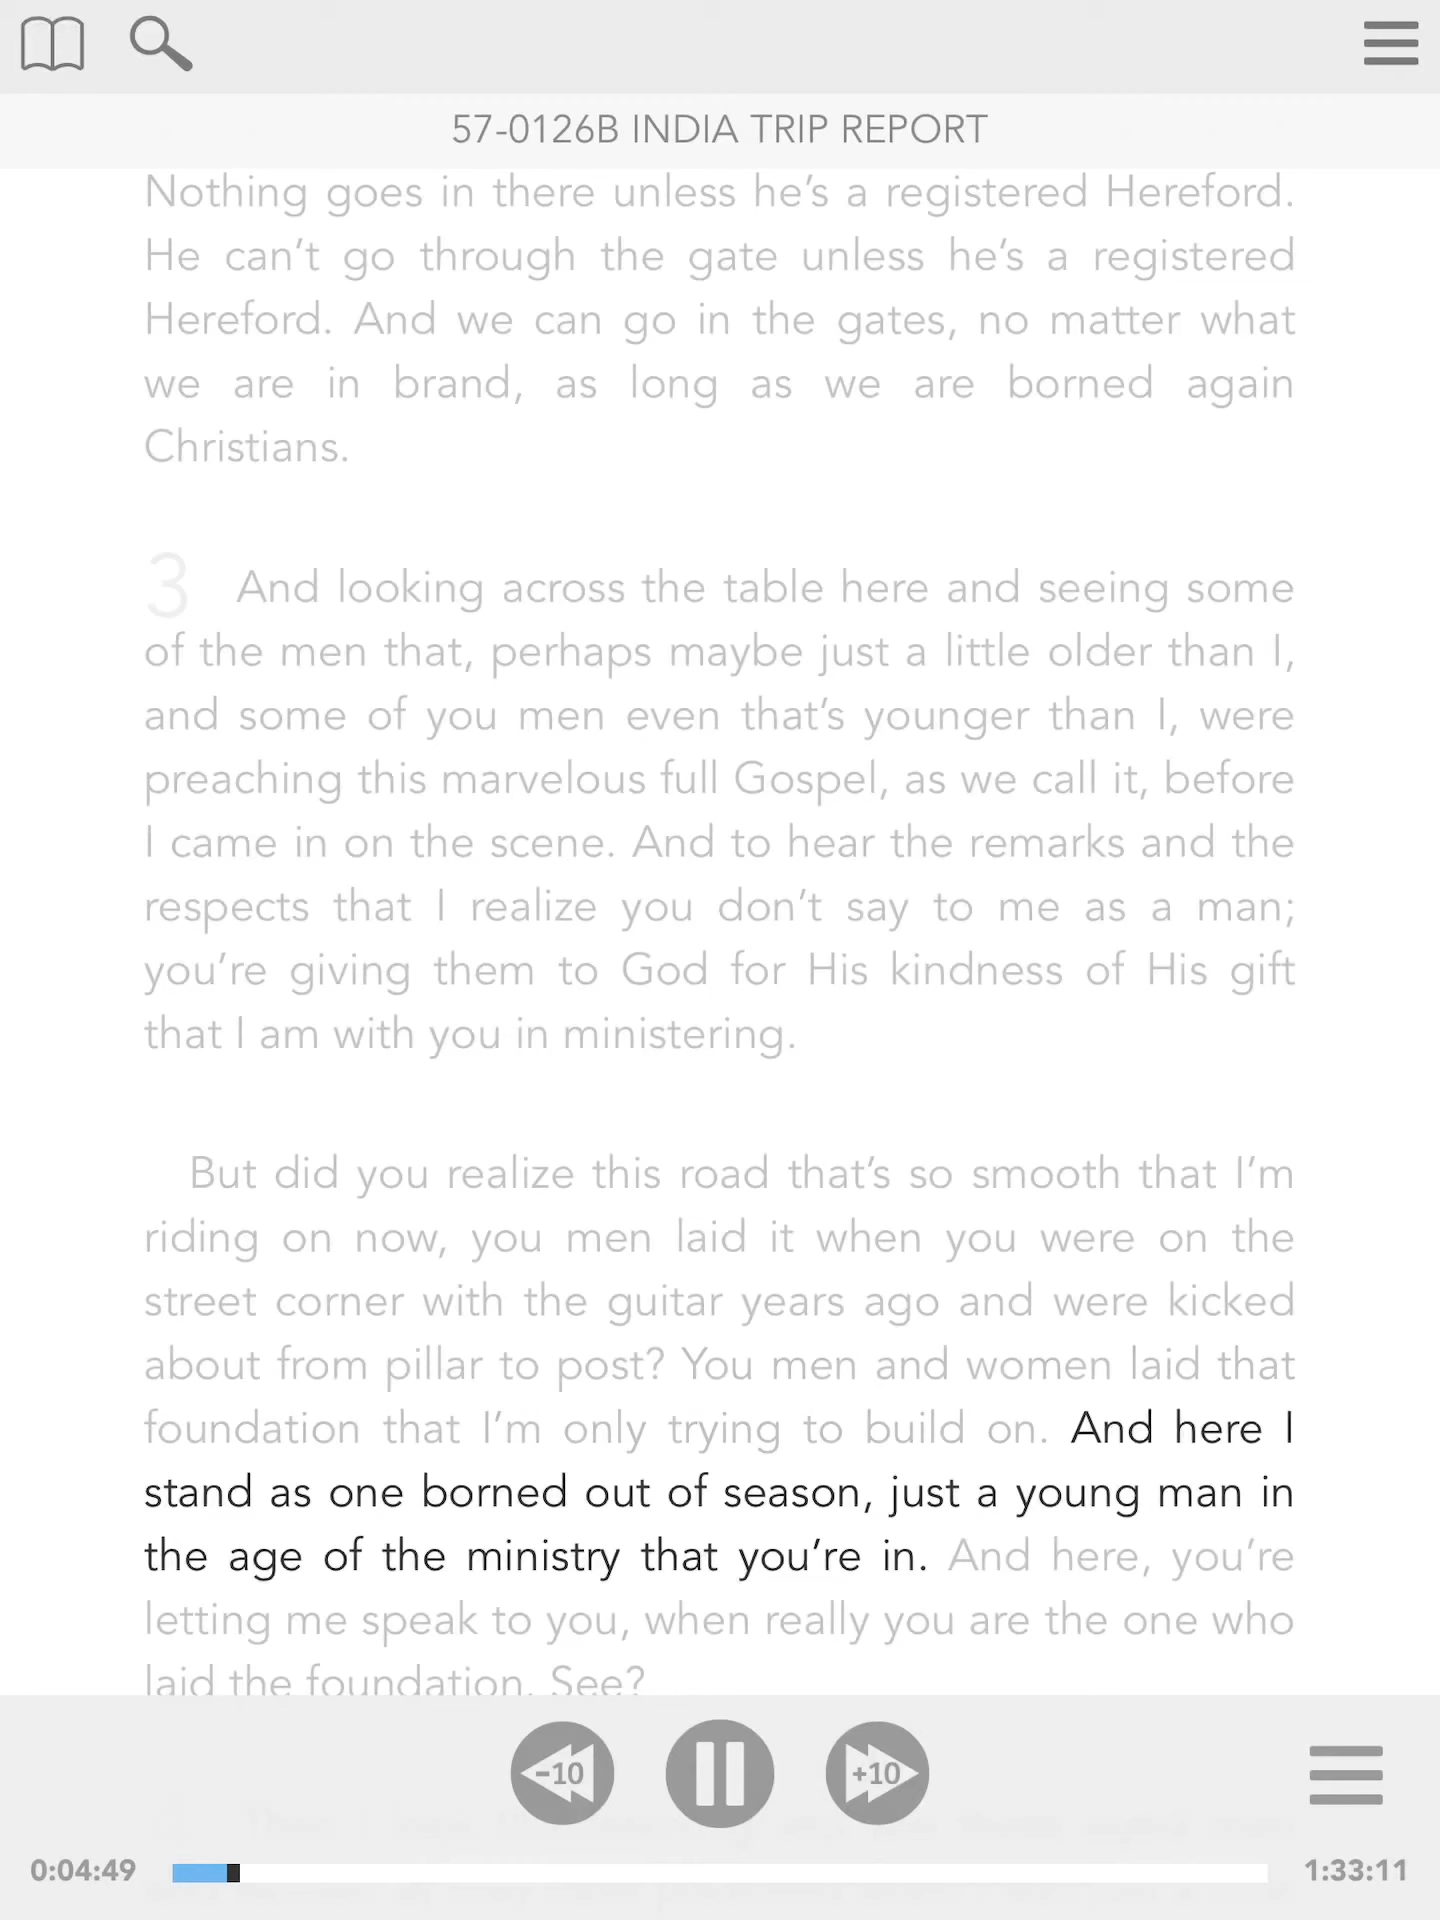 57-0126B INDIA TRIP REPORT
Nothing goes in there unless he’s a registered Hereford.
He can’t go through the gate unless he’s a registered
Hereford. And we can go in the gates, no matter what
we are in brand, as long as we are borned again
Christians.
3 And looking across the table here and seeing some
of the men that, perhaps maybe just a little older than I,
and some of you men even that’s younger than I, were
preaching this marvelous full Gospel, as we call it, before
I came in on the scene. And to hear the remarks and the
respects that I realize you don’t say to me as a man;
you’re giving them to God for His kindness of His gift
that I am with you in ministering.
But did you realize this road that’s so smooth that I’m
riding on now, you men laid it when you were on the
street corner with the guitar years ago and were kicked
about from pillar to post? You men and women laid that
foundation that I’m only trying to build on. And here I
stand as one borned out of season, just a young man in
the age of the ministry that you’re in. And here, you’re
letting me speak to you, when really you are the one who
laid the foundation. See?
-10 +10
0:04:49 1:33:11